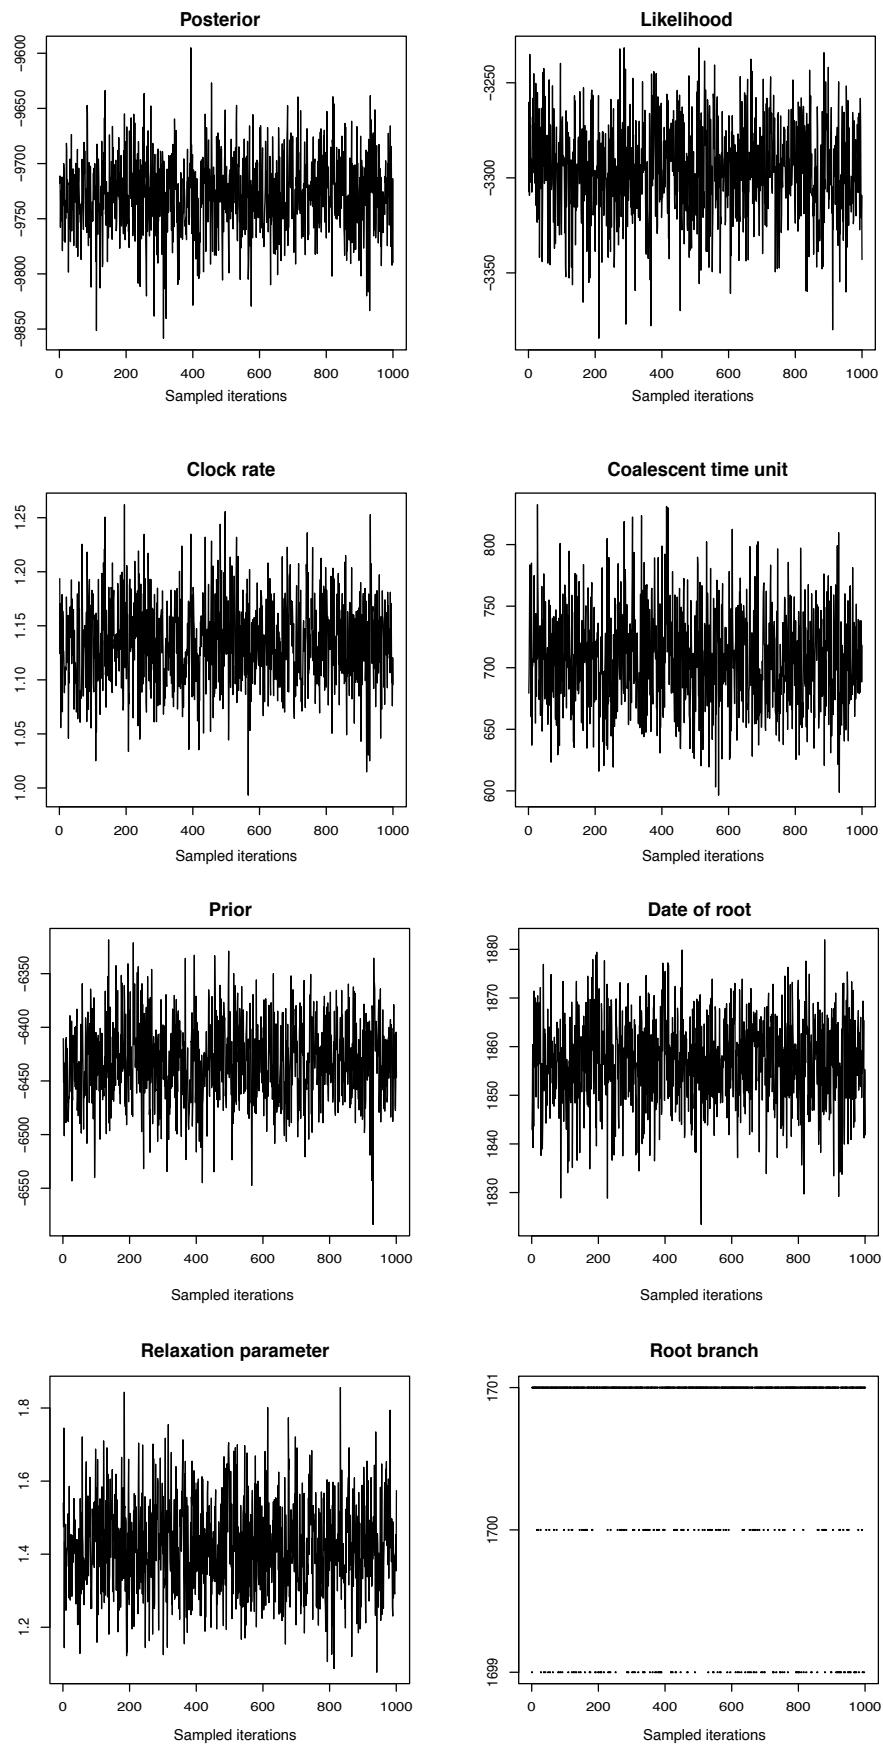 Posterior
−9600
−9650
−9700
−9750
−9800
−9850
0 200 400 600 800 1000
Sampled iterations
Likelihood
−3250
−3300
−3350
0 200 400 600 800 1000
Sampled iterations
Clock rate
1.25
1.20
1.15
1.10
1.05
1.00
0 200 400 600 800 1000
Sampled iterations
Coalescent time unit
800
750
700
650
600
0 200 400 600 800 1000
Sampled iterations
Prior
−6350
−6400
−6450
−6500
−6550
0 200 400 600 800 1000
Sampled iterations
Date of root
1880
1870
1860
1850
1840
1830
0 200 400 600 800 1000
Sampled iterations
Relaxation parameter
1.8
1.6
1.4
1.2
0 200 400 600 800 1000
Sampled iterations
Root branch
1701
1700
1699
0 200 400 600 800 1000
Sampled iterations